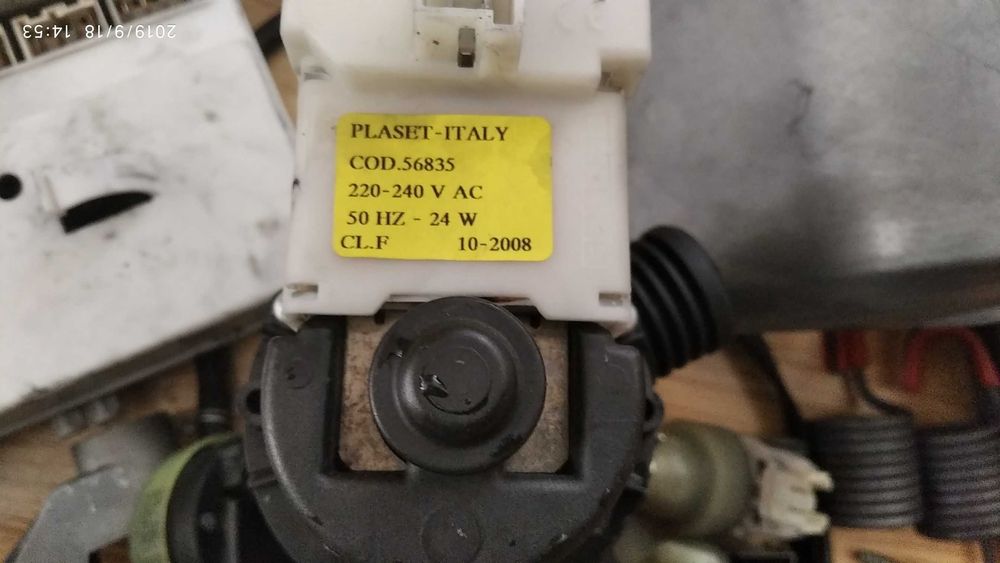 2019/9/18 14:53
PLASET-ITALY
COD.56835
220-240 V AC
50 HZ - 24 W
CL.F 10-2008